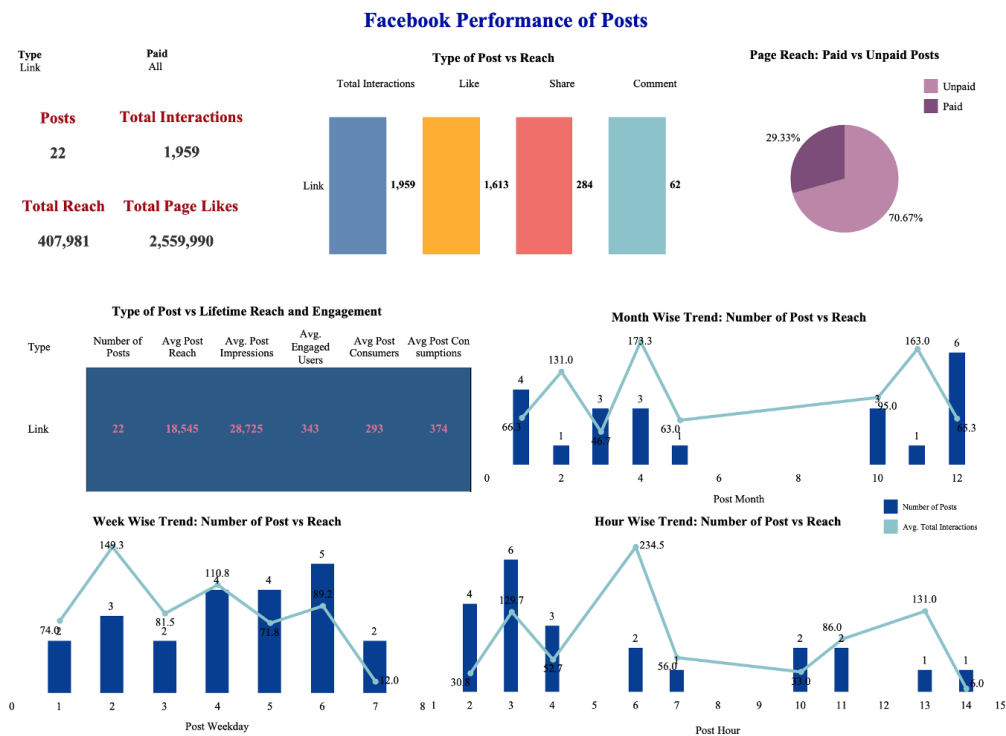 Facebook Performance of Posts
Type
Link
Paid
All
Posts
22
Total Interactions
1,959
Total Reach
407,981
Total Page Likes
2,559,990
Type of Post vs Reach
Total Interactions Like Share Comment
Link 1,959 1,613 284 62
Page Reach: Paid vs Unpaid Posts
Unpaid
Paid
29.33%
70.67%
Type of Post vs Lifetime Reach and Engagement
Type
Number of
Posts
Avg Post
Reach
Avg. Post
Impressions
Avg.
Engaged
Users
Avg Post
Consumers
Avg Post Con
sumptions
Link 22 18,545 28,725 343 293 374
Month Wise Trend: Number of Post vs Reach
173.3
163.0
131.0
6
4
3 3 3
95.0
66.3
46.7
63.0
65.3
1 1 1
0 2 4 6 8 10 12
Post Month
Number of Posts
Avg. Total Interactions
Week Wise Trend: Number of Post vs Reach
149.3
5
110.8
4 4
89.2
3
81.5
74.0
71.8
2 2 2
12.0
0 1 2 3 4 5 6 7 8
Post Weekday
Hour Wise Trend: Number of Post vs Reach
234.5
6
4
129.7
131.0
3
86.0
2 2 2
52.7
56.0
1 1 1
30.8
33.0
6.0
1 2 3 4 5 6 7 8 9 10 11 12 13 14 15
Post Hour